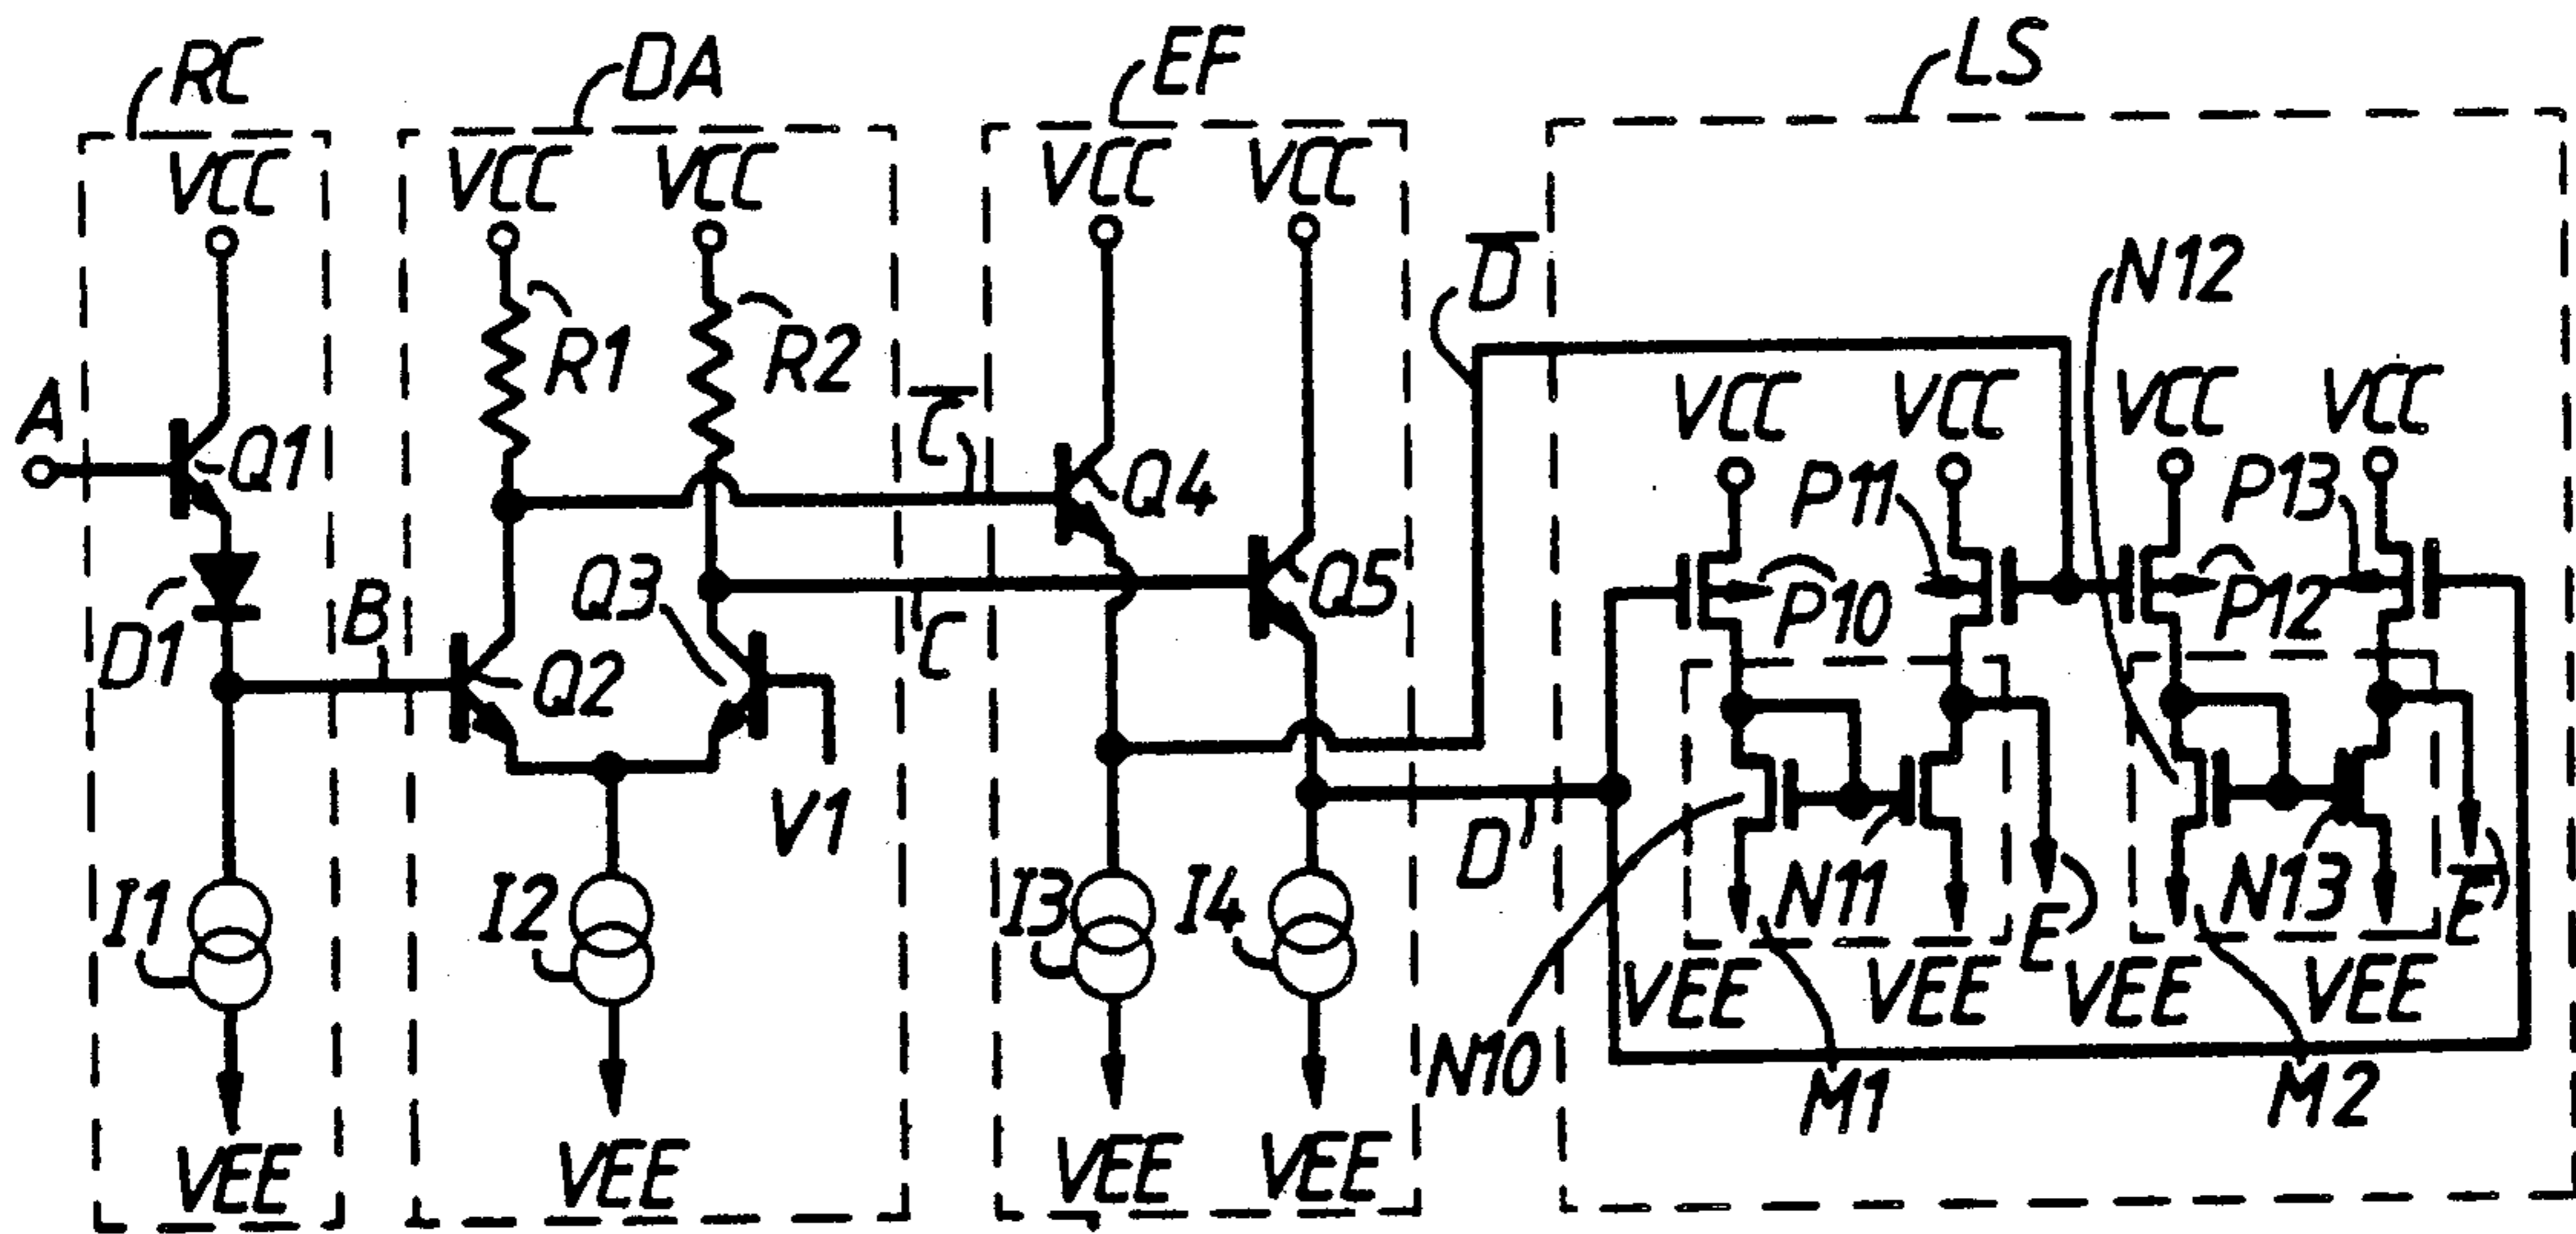 RC
DA
EF
LS
VCC
VCC
VCC
VCC
VCC
D̅
N12
R1
R2
A
Q1
C̅
Q4
VCC
VCC
VCC
VCC
P11
P13
D1
B
Q3
Q2
C
Q5
P10
P12
V1
I1
I2
I3
I4
D
N11
E
N13
E̅
VEE
VEE
VEE
VEE
N10
M1
M2
VEE
VEE
VEE
VEE